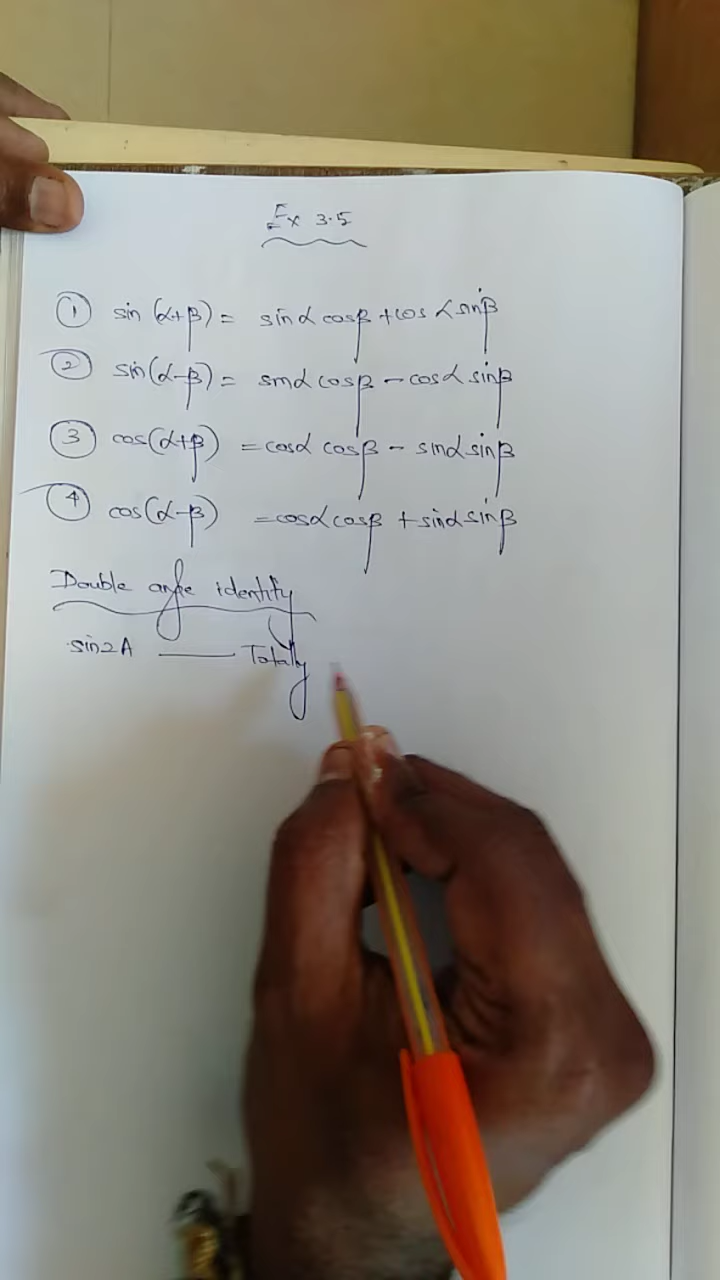 Ex 3.5
① sin (α+β) = sinα cosβ + cos α sinβ
② sin(α-β) = sinα cosβ - cosα sinβ
③ cos(α+β) = cosα cosβ - sinα sinβ
④ cos(α-β) = cosα cosβ + sinα sinβ
Double angle identity
sin2A —— Totally